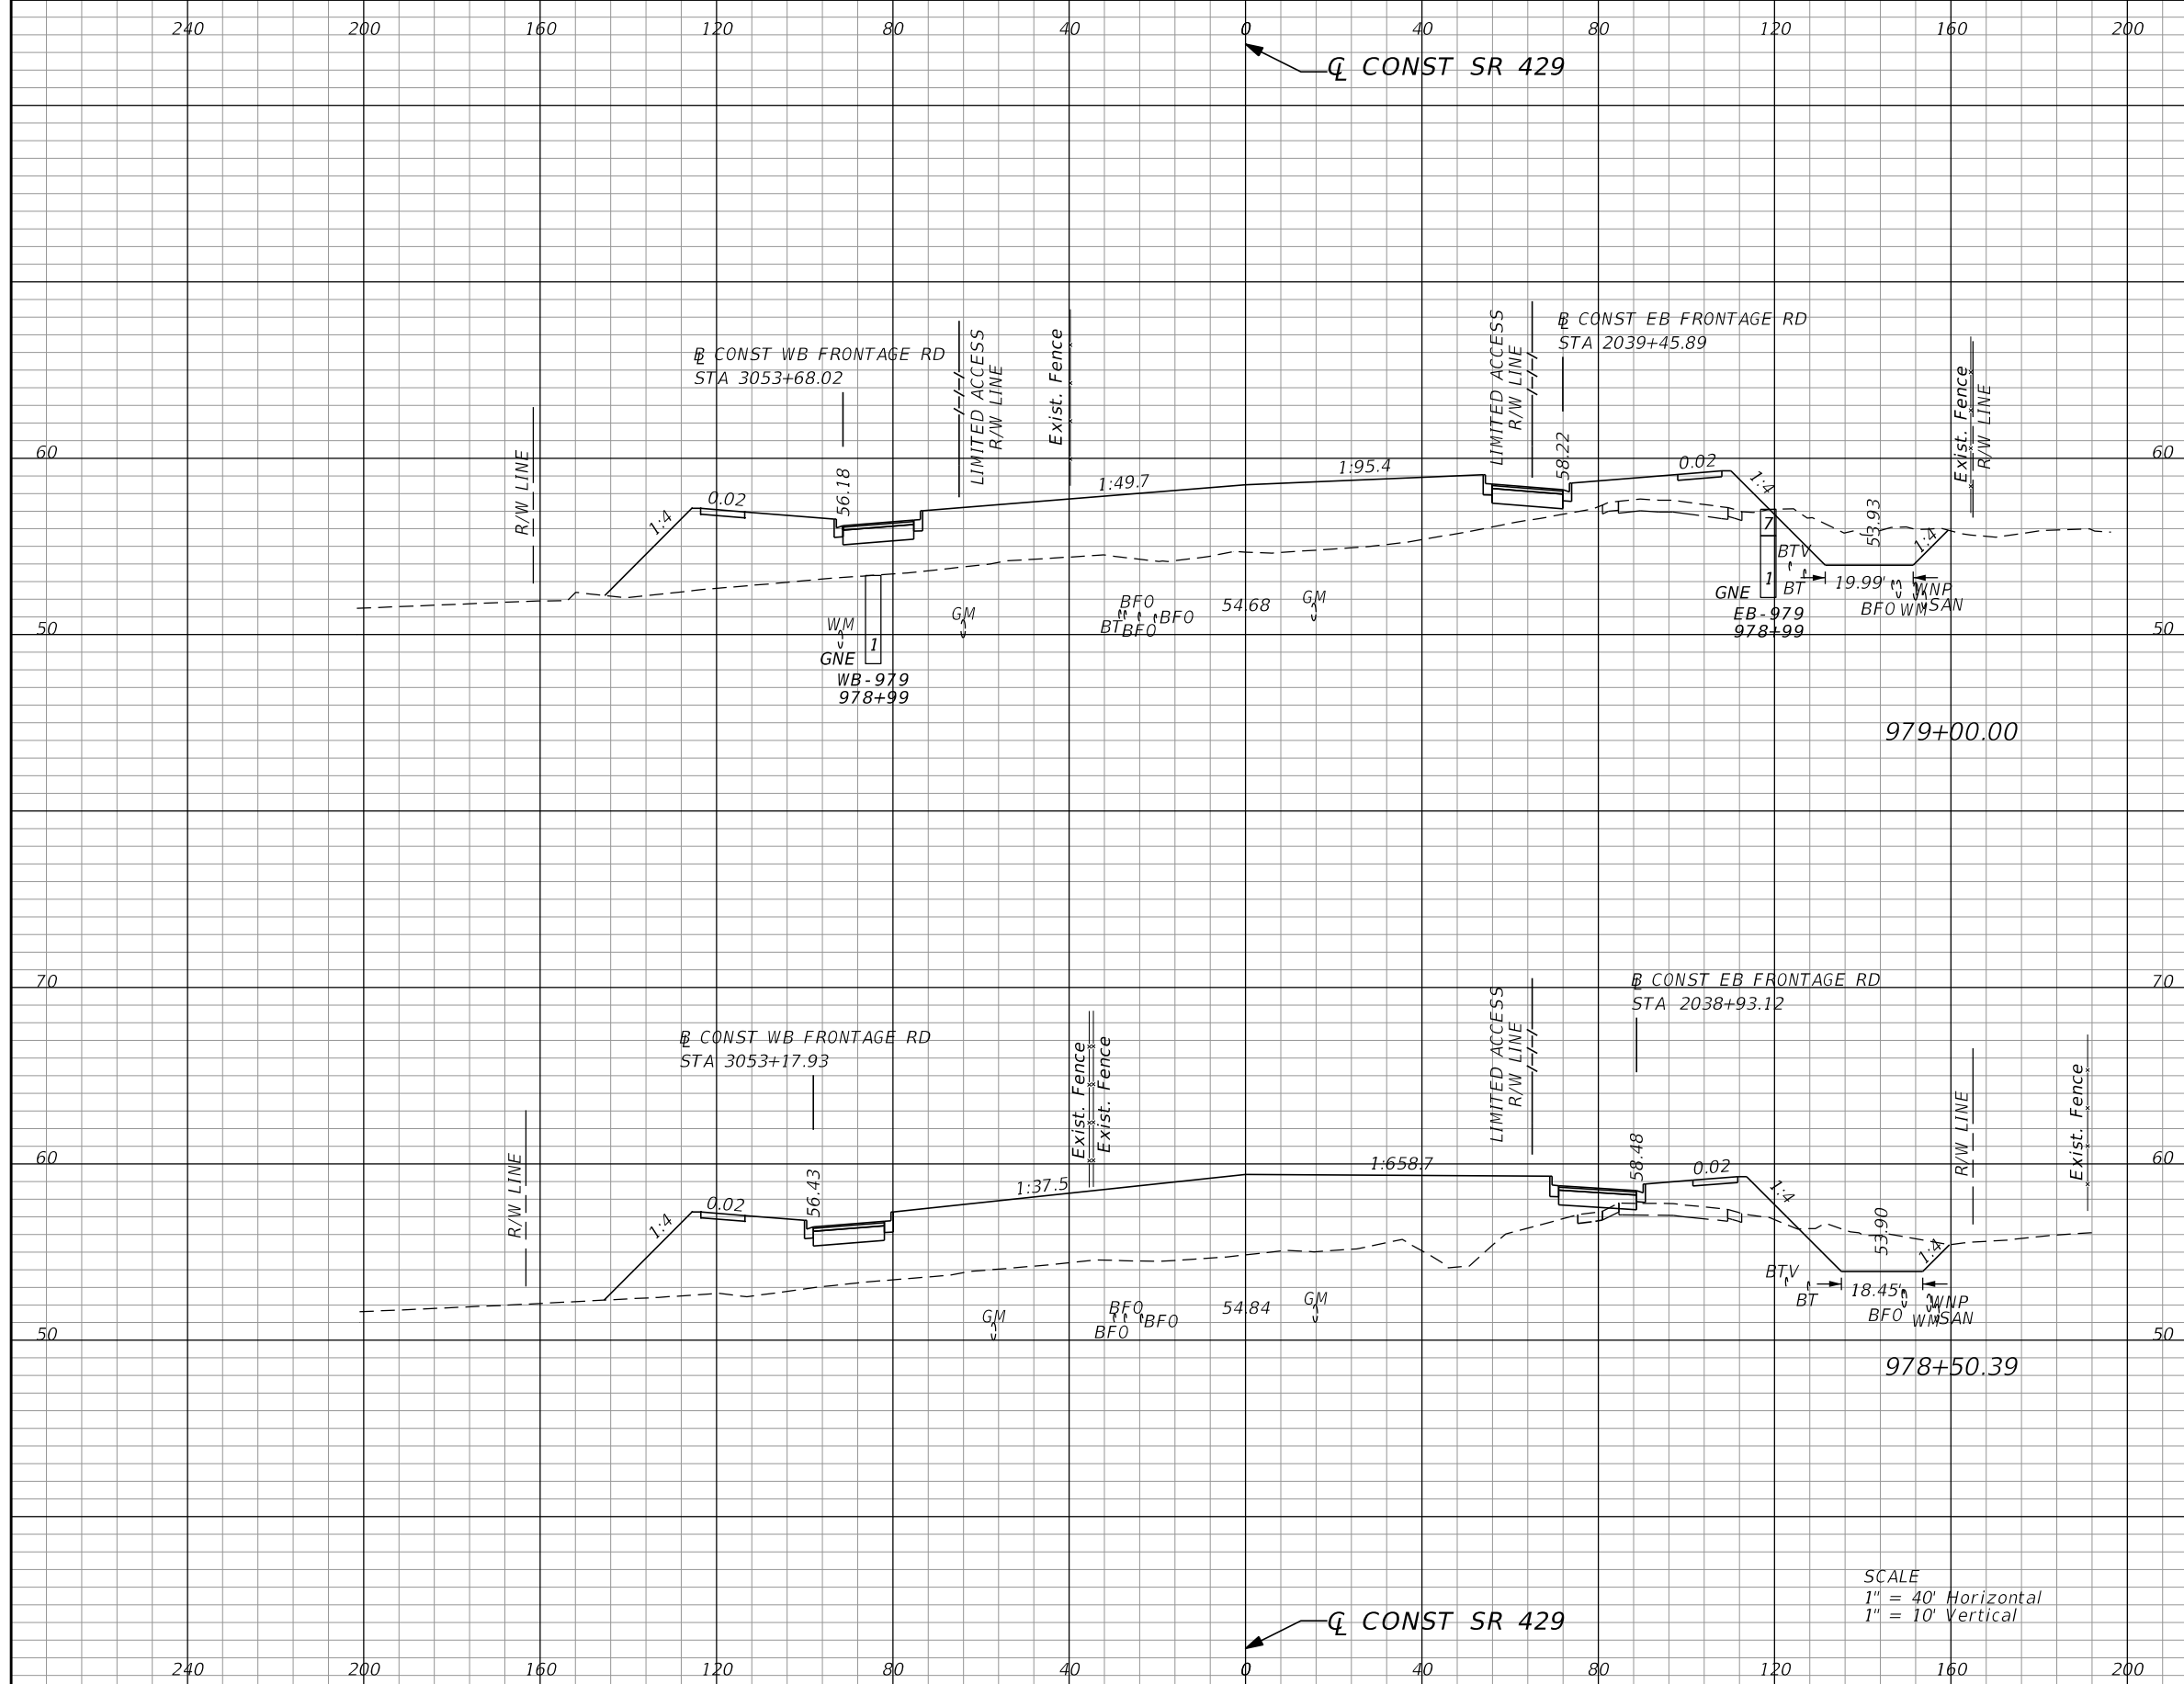 240 200 160 120 80 40 0 40 80 120 160 200
℄ CONST SR 429
LIMITED ACCESS
R/W LINE
B̲L CONST EB FRONTAGE RD
STA 2039+45.89
B̲L CONST WB FRONTAGE RD
STA 3053+68.02
LIMITED ACCESS
R/W LINE
Exist. Fence
Exist. Fence
R/W LINE
R/W LINE
60 60
58.22
56.18
1:4
0.02
1:49.7
1:95.4
0.02
1:4
53.93
1:4
7
1
BTV
BT
19.99'
GNE
EB-979
978+99
BFO
WM
WNP
SAN
50 50
WM
GNE
1
WB-979
978+99
GM
BFO
BT
BFO
BFO
54.68
GM
979+00.00
70 70
B̲L CONST EB FRONTAGE RD
STA 2038+93.12
LIMITED ACCESS
R/W LINE
B̲L CONST WB FRONTAGE RD
STA 3053+17.93
Exist. Fence
Exist. Fence
R/W LINE
R/W LINE
Exist. Fence
60 60
58.48
56.43
1:4
0.02
1:37.5
1:658.7
0.02
1:4
53.90
1:4
BTV
BT
18.45'
BFO
WM
WNP
SAN
GM
BFO
BFO
BFO
54.84
GM
50 50
978+50.39
SCALE
1" = 40' Horizontal
1" = 10' Vertical
℄ CONST SR 429
240 200 160 120 80 40 0 40 80 120 160 200